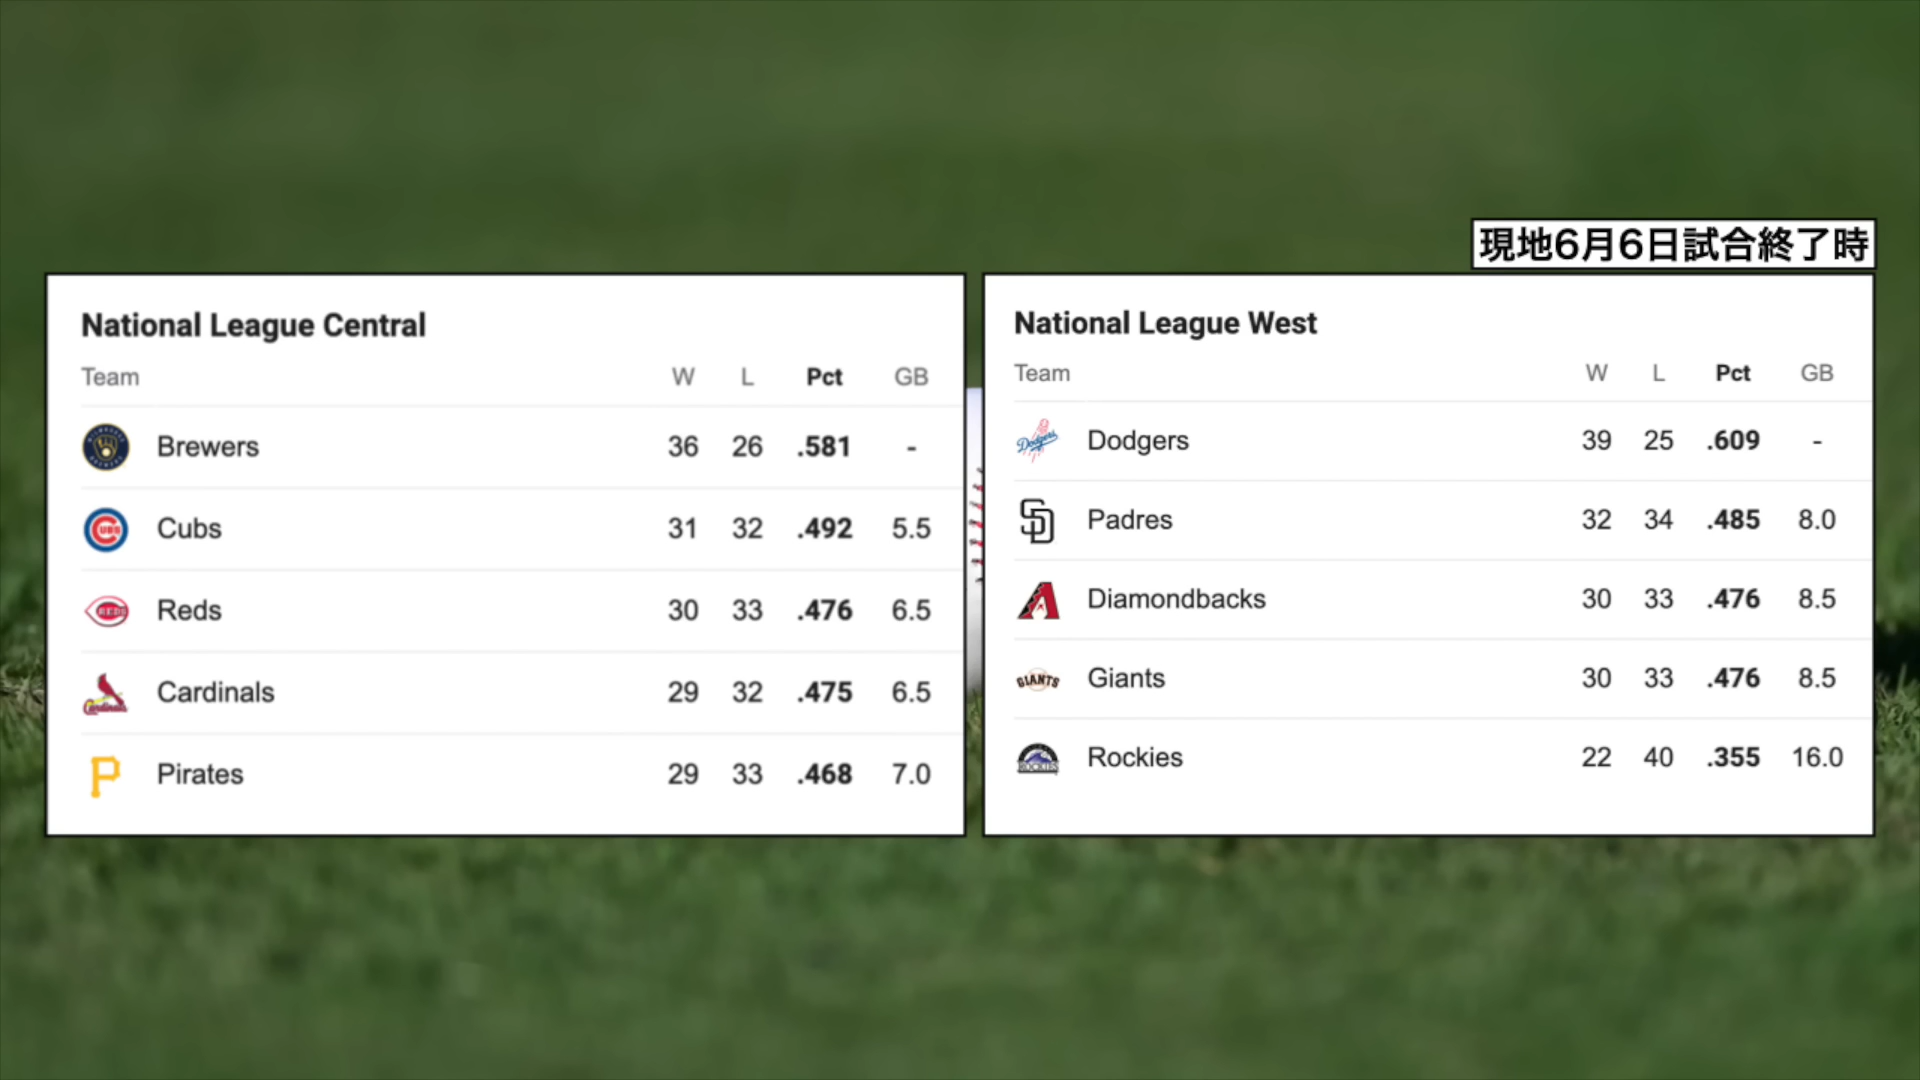 現地6月6日試合終了時
National League Central
Team W L Pct GB
Brewers 36 26 .581 -
Cubs 31 32 .492 5.5
Reds 30 33 .476 6.5
Cardinals 29 32 .475 6.5
Pirates 29 33 .468 7.0
National League West
Team W L Pct GB
Dodgers 39 25 .609 -
Padres 32 34 .485 8.0
Diamondbacks 30 33 .476 8.5
GIANTS Giants 30 33 .476 8.5
Rockies 22 40 .355 16.0